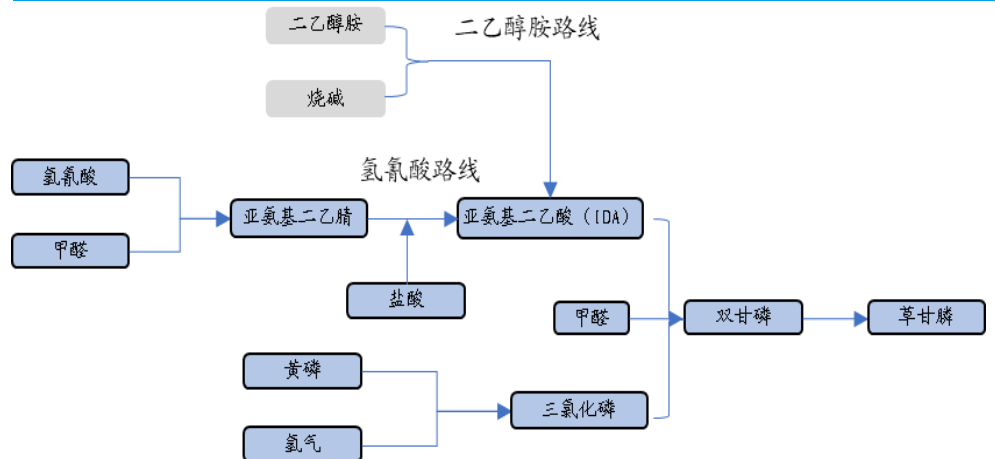 二乙醇胺
二乙醇胺路线
烧碱
氢氰酸路线
氢氰酸
亚氨基二乙腈
亚氨基二乙酸（IDA）
甲醛
盐酸
甲醛
双甘磷
草甘膦
黄磷
三氯化磷
氢气